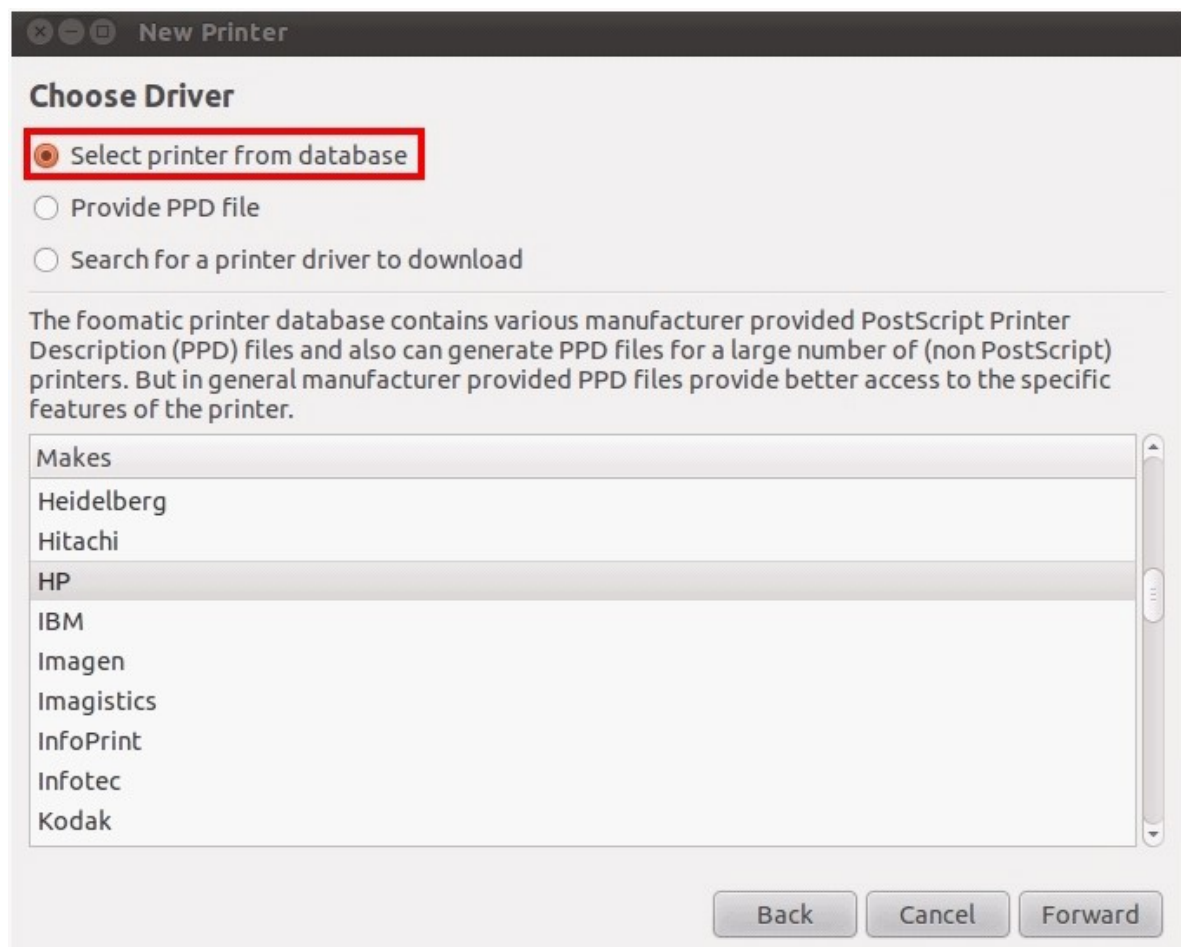 New Printer
Choose Driver
Select printer from database
Provide PPD file
Search for a printer driver to download
The foomatic printer database contains various manufacturer provided PostScript Printer
Description (PPD) files and also can generate PPD files for a large number of (non PostScript)
printers. But in general manufacturer provided PPD files provide better access to the specific
features of the printer.
Makes
Heidelberg
Hitachi
HP
IBM
Imagen
Imagistics
InfoPrint
Infotec
Kodak
Back Cancel Forward